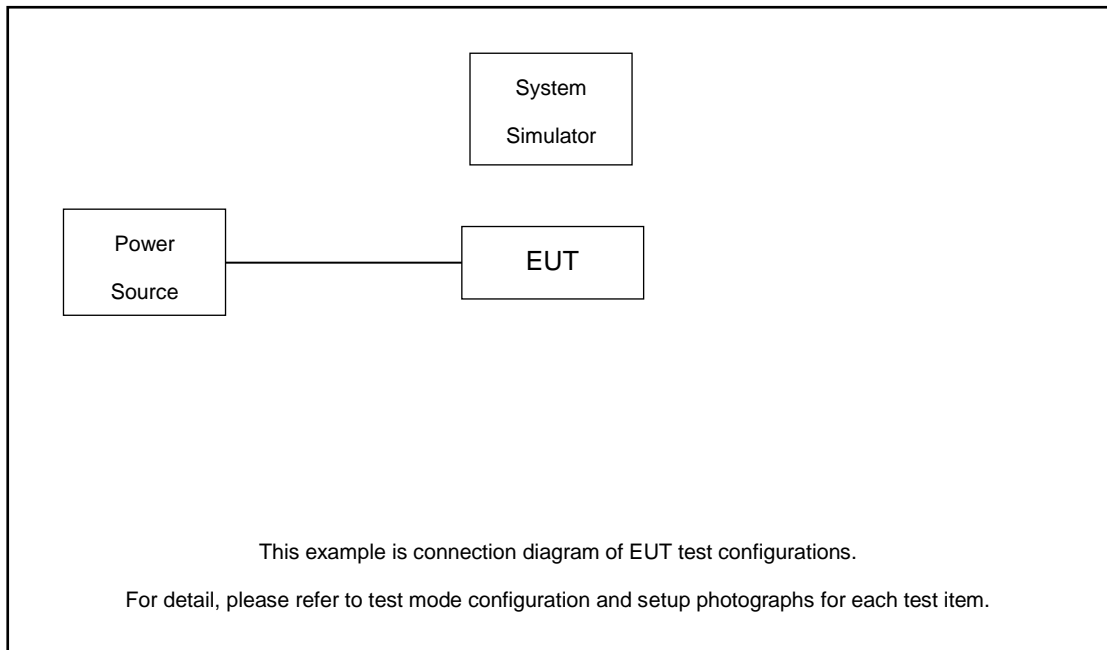 System
Simulator
Power
Source
EUT
This example is connection diagram of EUT test configurations.
For detail, please refer to test mode configuration and setup photographs for each test item.